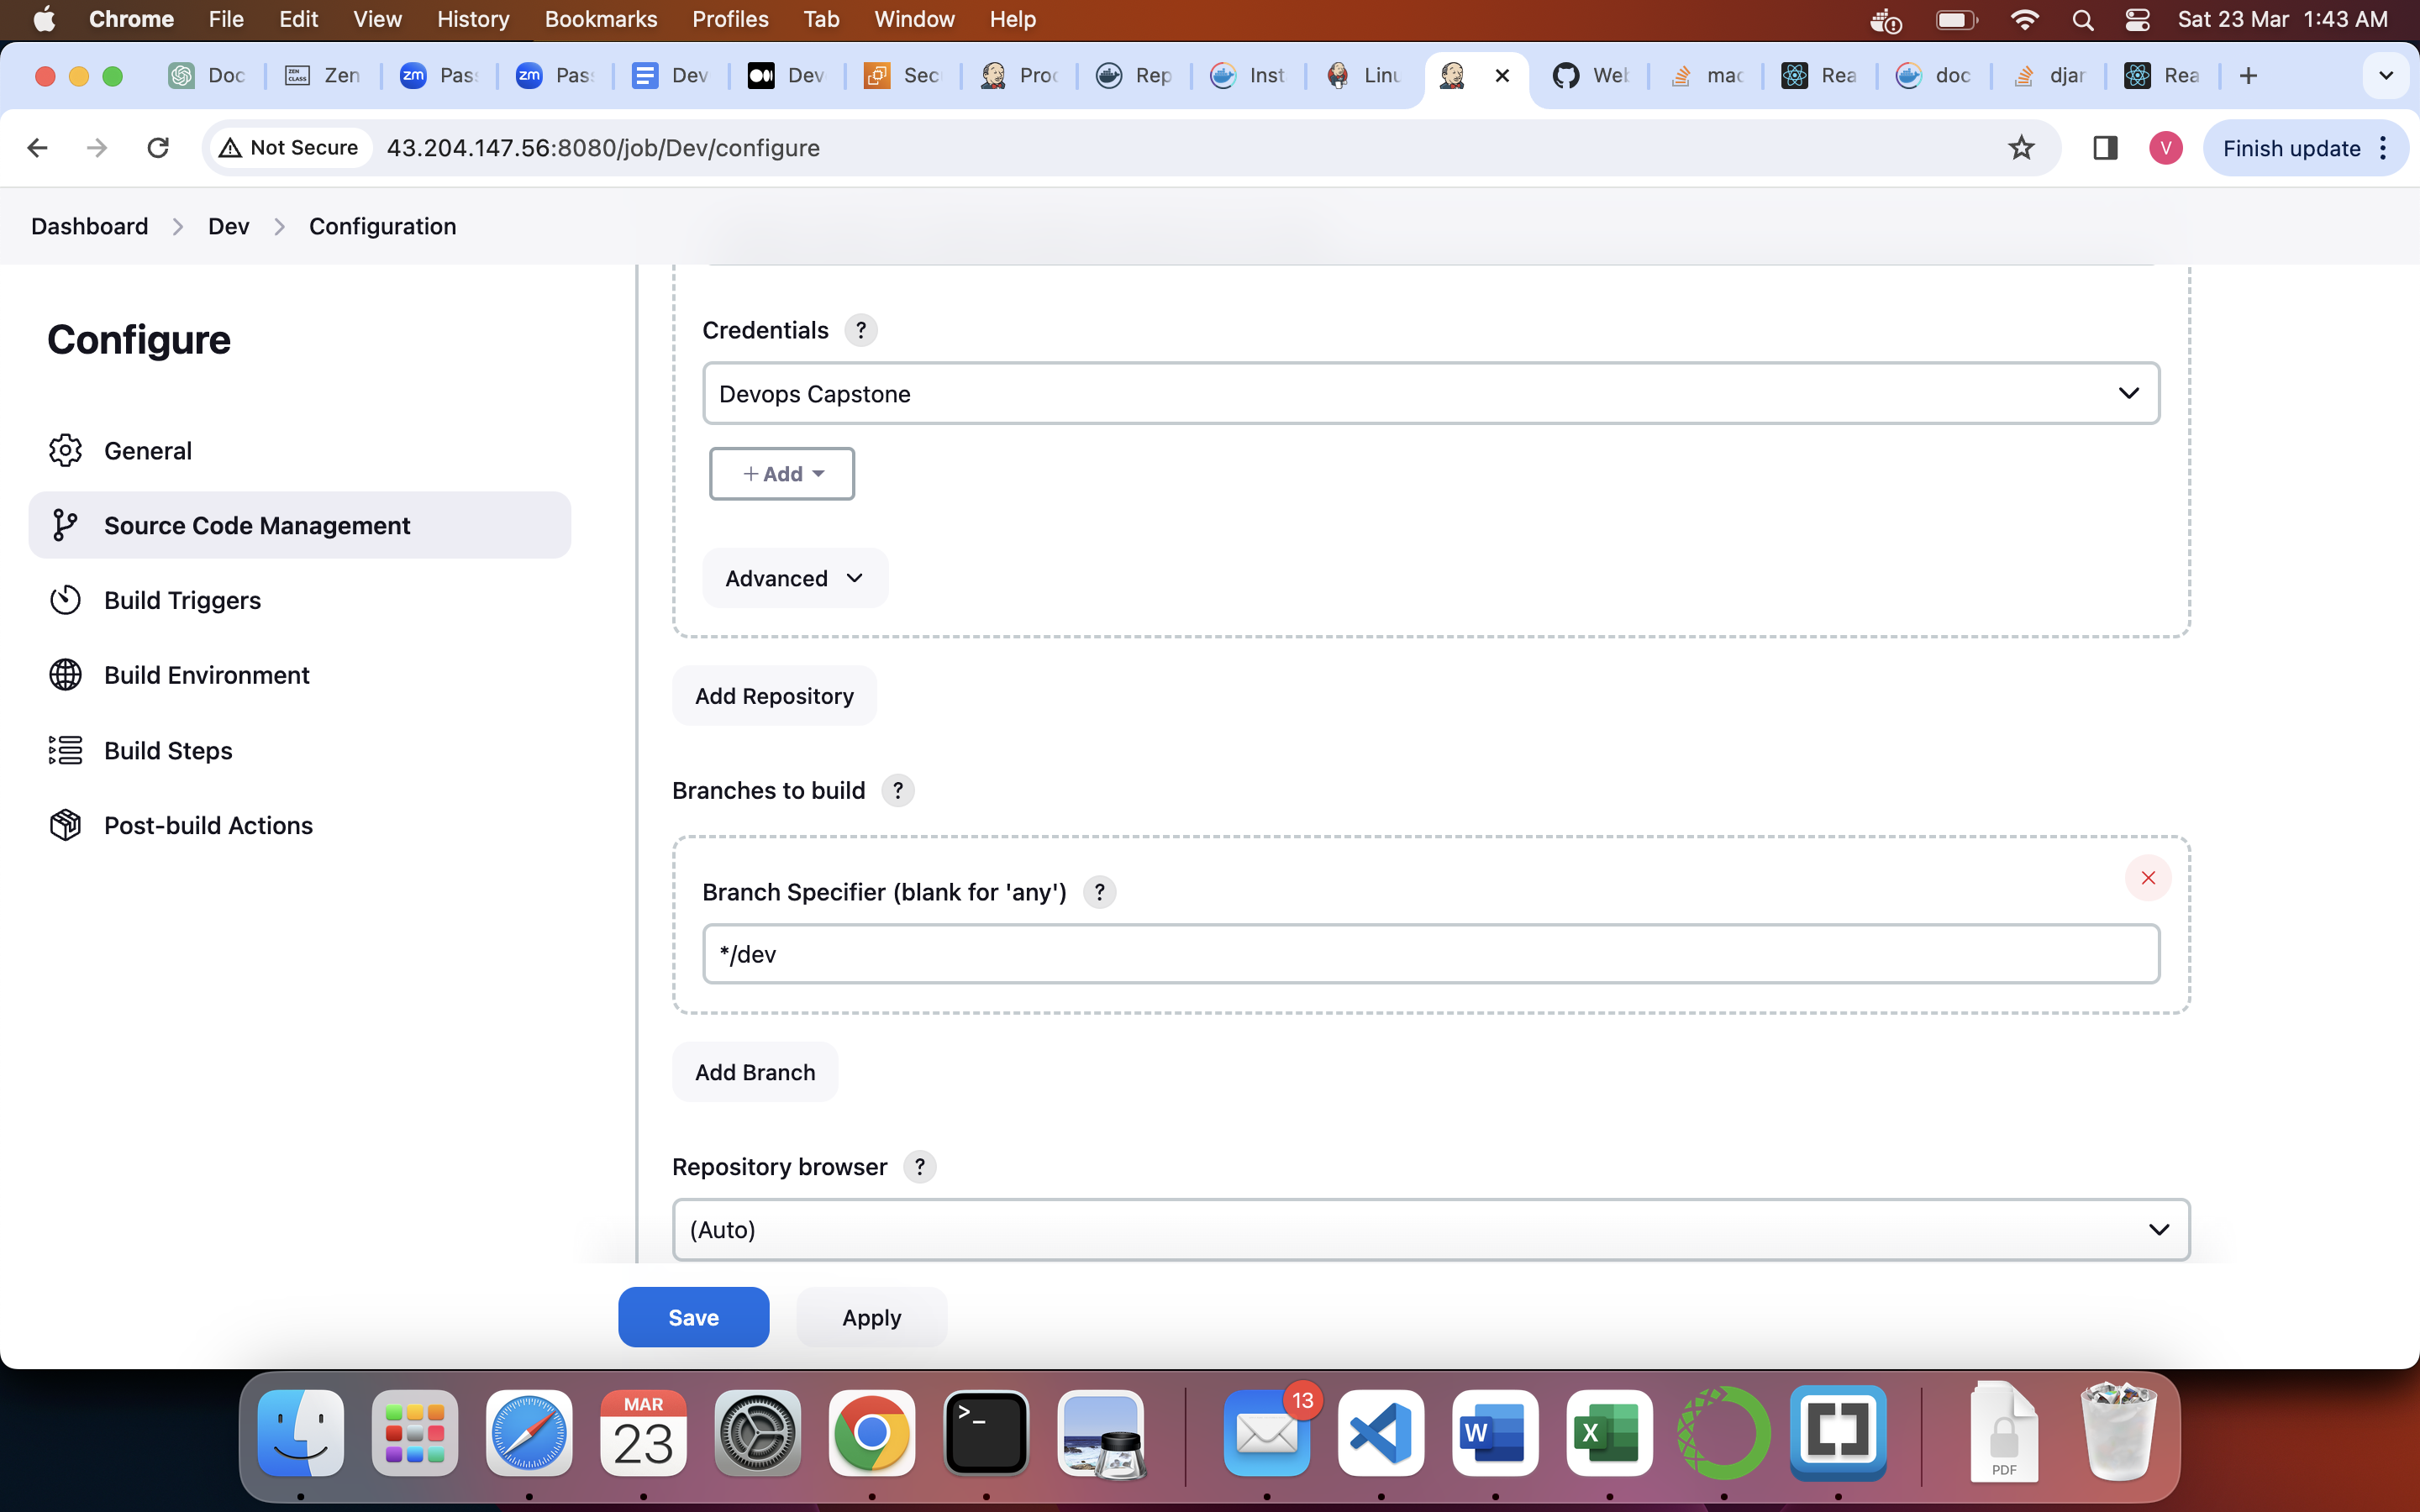 Chrome File Edit View History Bookmarks Profiles Tab Window Help Sat 23 Mar 1:43 AM
Doc Zen Pas Pas Dev Dev Sec Proc Rep Inst Linu Web mac Rea doc djar Rea
Not Secure 43.204.147.56:8080/job/Dev/configure V Finish update
Dashboard Dev Configuration
Configure
General
Source Code Management
Build Triggers
Build Environment
Build Steps
Post-build Actions
Credentials ?
Devops Capstone
+ Add
Advanced
Add Repository
Branches to build ?
Branch Specifier (blank for 'any') ?
*/dev
Add Branch
Repository browser ?
(Auto)
Save Apply
MAR
23
>_
13
W
X
PDF